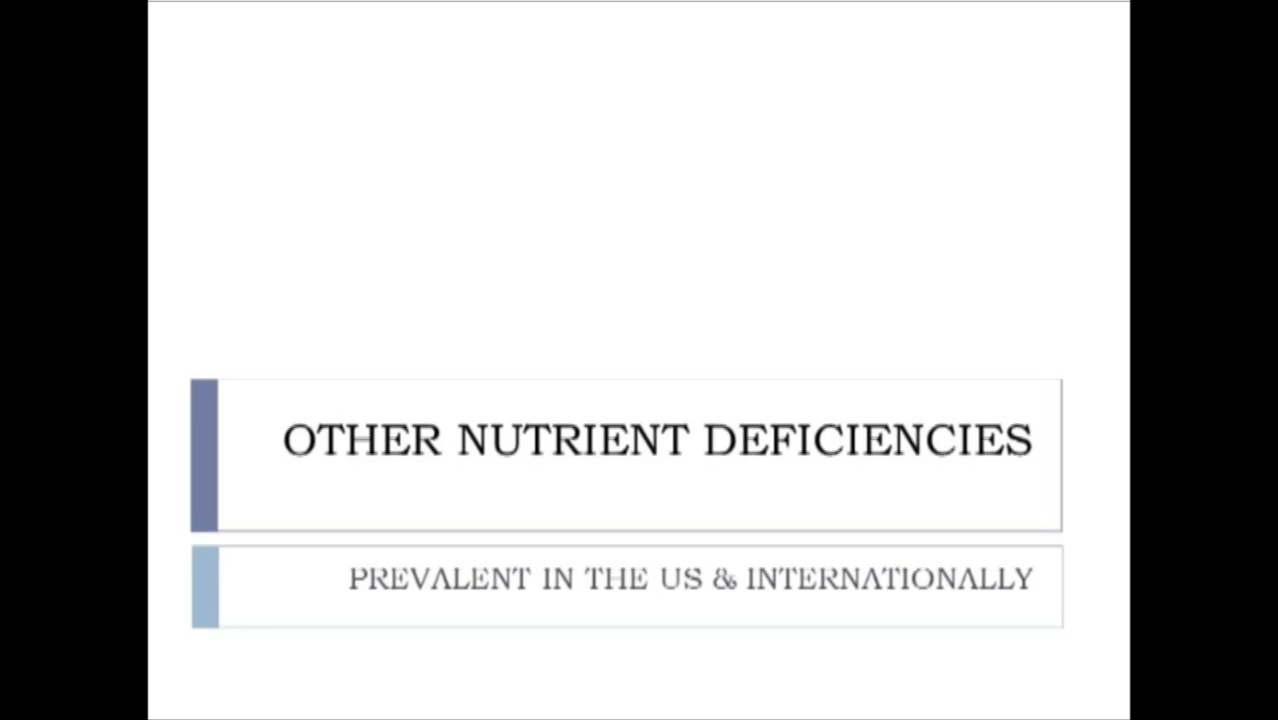 OTHER NUTRIENT DEFICIENCIES
PREVALENT IN THE US & INTERNATIONALLY